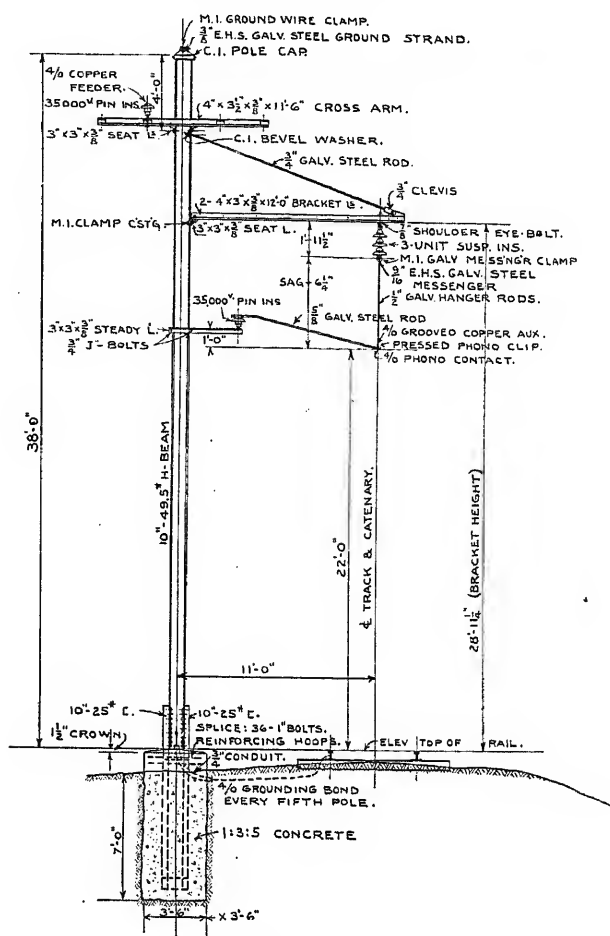 M.I. GROUND WIRE CLAMP.
3/8" E.H.S. GALV. STEEL GROUND STRAND.
C.I. POLE CAP.
4/0 COPPER
FEEDER.
35000V PIN INS.
4'-0"
4" × 3 1/2" × 3/8" × 11'-6" CROSS ARM.
3" × 3" × 3/8" SEAT Ls
C.I. BEVEL WASHER.
3/4" GALV. STEEL ROD.
3/4" CLEVIS
2- 4" × 3" × 3/8" × 12'-0" BRACKET Ls.
M.I. CLAMP C'ST'G.
3" × 3" × 3/8" SEAT L.
SHOULDER EYE-BOLT.
1'-11 1/2"
3-UNIT SUSP. INS.
M.I. GALV MESS'NG'R CLAMP
9/16" E.H.S. GALV. STEEL
MESSENGER
1/2" GALV. HANGER RODS.
SAG-6 1/4"
35,000V. PIN INS
5/8" GALV. STEEL ROD
STEADY L.
3/4" J-BOLTS
1'-0"
4/0 GROOVED COPPER AUX.
PRESSED PHONO CLIP.
4/0 PHONO CONTACT.
38'-0"
10"-49.5# H-BEAM
22'-0"
℄ TRACK & CATENARY.
28'-11 1/4" (BRACKET HEIGHT)
11'-0"
10"-25# [.
10"-25# [.
1 1/2" CROWN
SPLICE: 36-1" BOLTS.
REINFORCING HOOPS.
3/4" CONDUIT.
ELEV TOP OF RAIL.
4/0 GROUNDING BOND
EVERY FIFTH POLE.
7'-0"
1:3:5 CONCRETE
3'-6" × 3'-6"